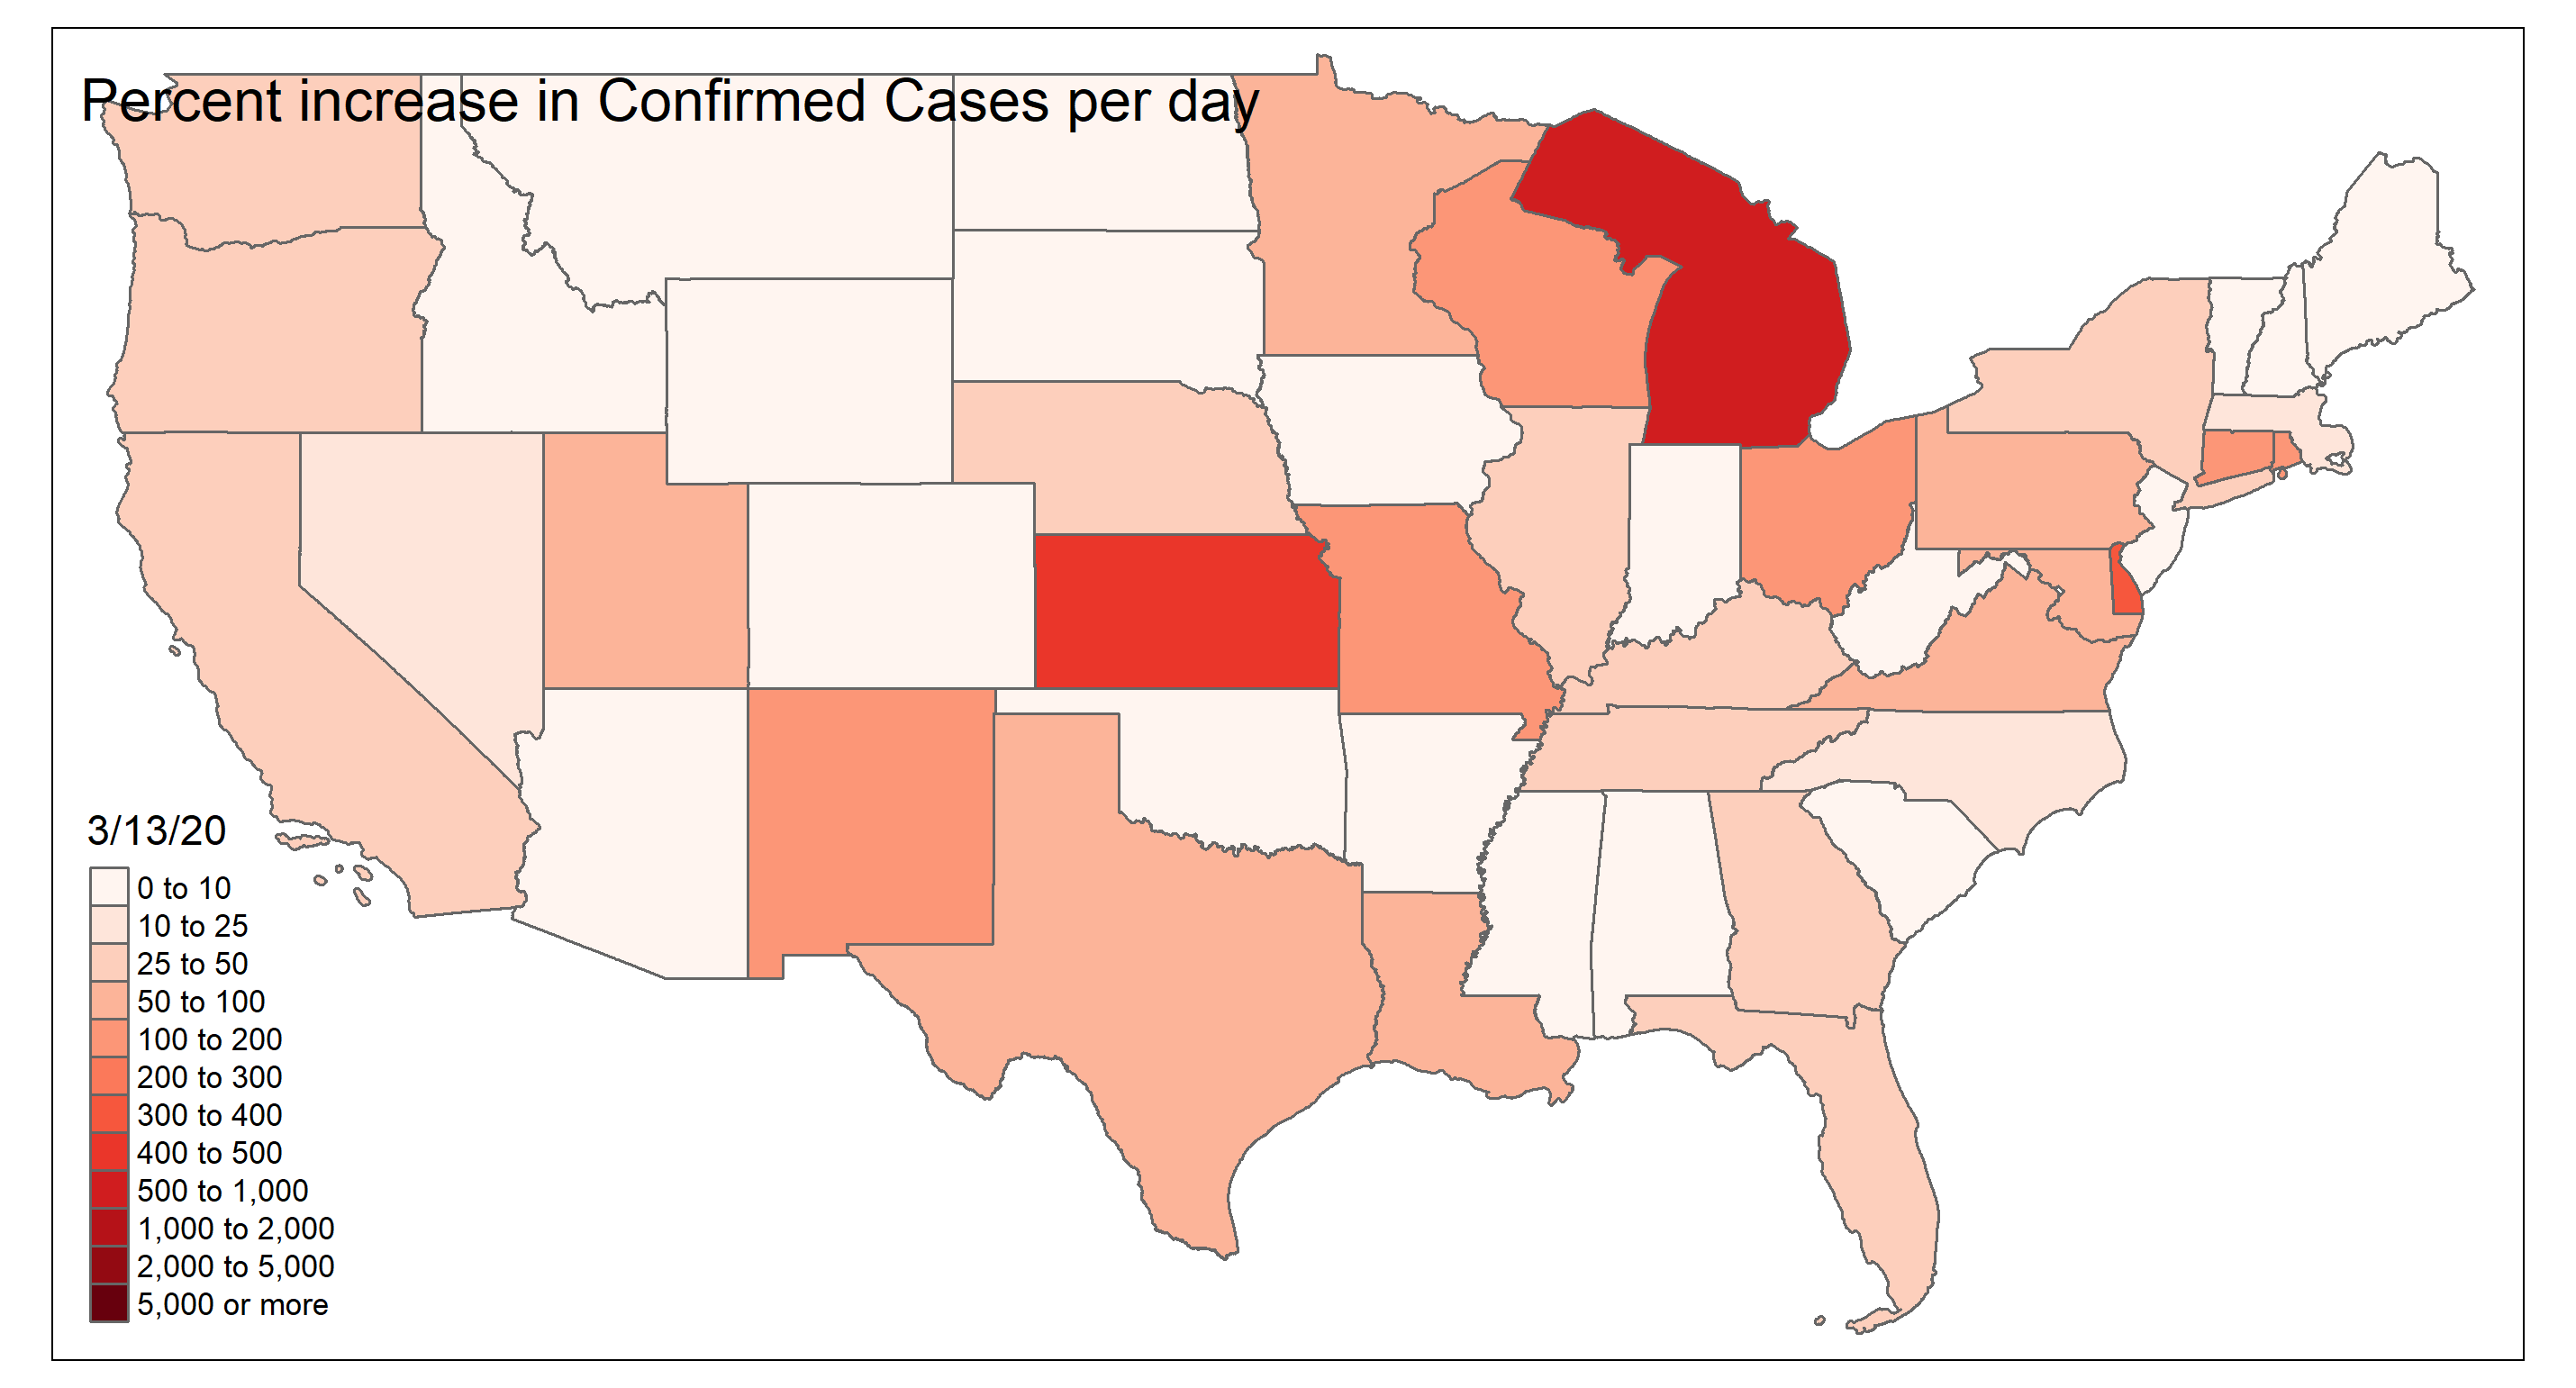 Percent increase in Confirmed Cases per day
3/13/20
0 to 10
10 to 25
25 to 50
50 to 100
100 to 200
200 to 300
300 to 400
400 to 500
500 to 1,000
1,000 to 2,000
2,000 to 5,000
5,000 or more